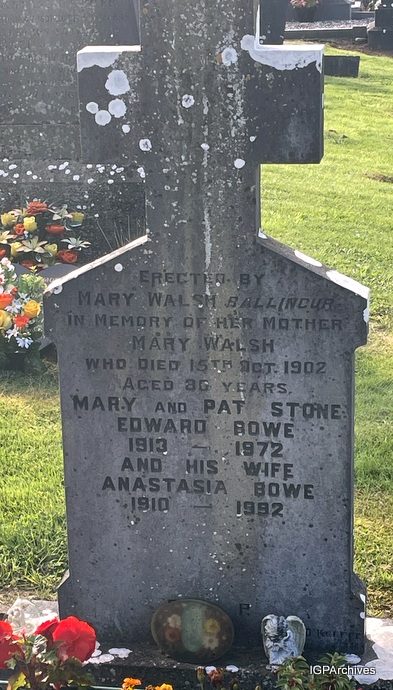 ERECTED BY
MARY WALSH BALLINCUR
IN MEMORY OF HER MOTHER
MARY WALSH
WHO DIED 15TH OCT. 1902
AGED 86 YEARS.
MARY AND PAT STONE
EDWARD BOWE
1913 — 1972
AND HIS WIFE
ANASTASIA BOWE
1910 — 1992
IGPArchives